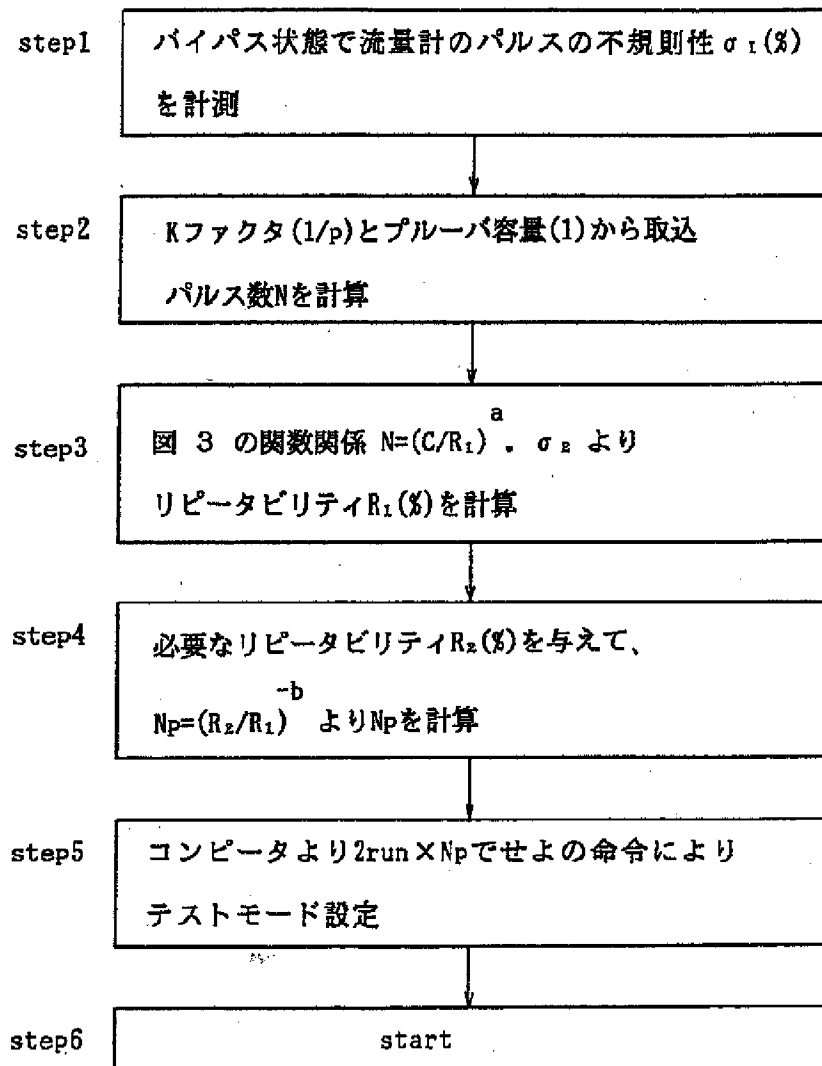 step1
バイパス状態で流量計のパルスの不規則性σ₁(%)
を計測
step2
Kファクタ(1/p)とプルーバ容量(1)から取込
パルス数Nを計算
step3
図 3 の関数関係 N=(C/R₁)ᵃ. σ₂ より
リピータビリティR₁(%)を計算
step4
必要なリピータビリティR₂(%)を与えて、
Np=(R₂/R₁)⁻ᵇ よりNpを計算
step5
コンピータより2run×Npでせよの命令により
テストモード設定
step6
start